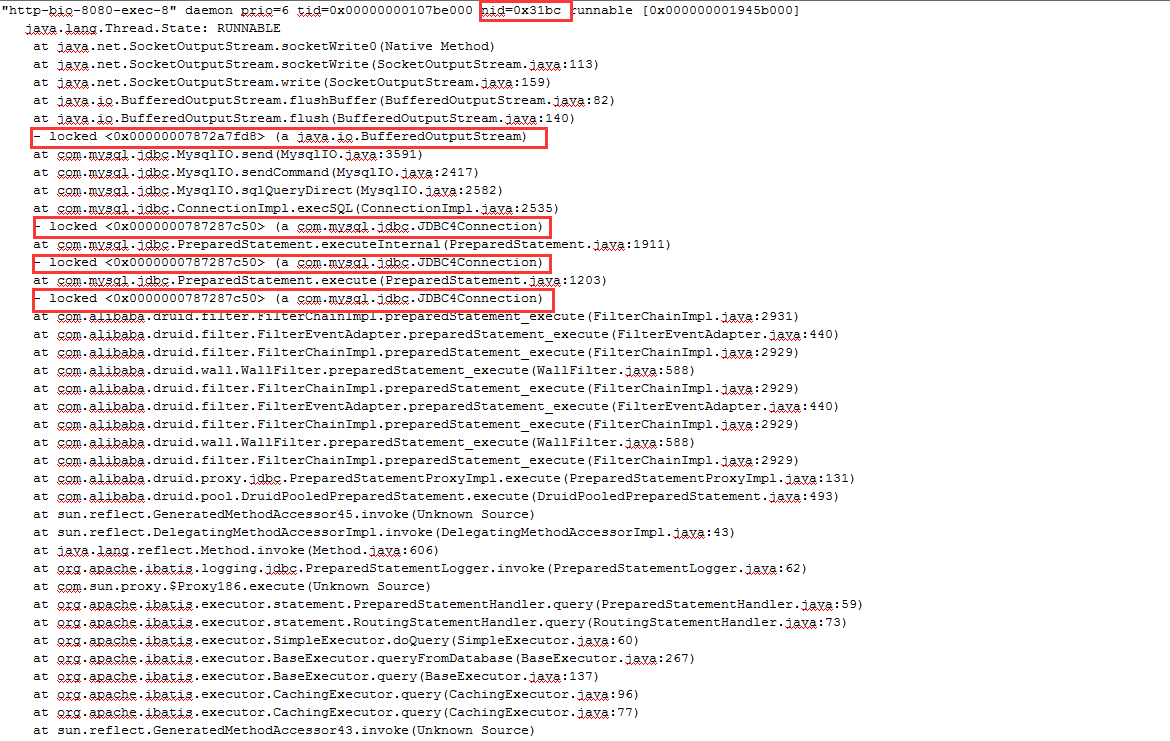 "http-bio-8080-exec-8" daemon prio=6 tid=0x00000000107be000 nid=0x31bc runnable [0x000000001945b000]
java.lang.Thread.State: RUNNABLE
at java.net.SocketOutputStream.socketWrite0(Native Method)
at java.net.SocketOutputStream.socketWrite(SocketOutputStream.java:113)
at java.net.SocketOutputStream.write(SocketOutputStream.java:159)
at java.io.BufferedOutputStream.flushBuffer(BufferedOutputStream.java:82)
at java.io.BufferedOutputStream.flush(BufferedOutputStream.java:140)
- locked <0x00000007872a7fd8> (a java.io.BufferedOutputStream)
at com.mysql.jdbc.MysqlIO.send(MysqlIO.java:3591)
at com.mysql.jdbc.MysqlIO.sendCommand(MysqlIO.java:2417)
at com.mysql.jdbc.MysqlIO.sqlQueryDirect(MysqlIO.java:2582)
at com.mysql.jdbc.ConnectionImpl.execSQL(ConnectionImpl.java:2535)
- locked <0x0000000787287c50> (a com.mysql.jdbc.JDBC4Connection)
at com.mysql.jdbc.PreparedStatement.executeInternal(PreparedStatement.java:1911)
- locked <0x0000000787287c50> (a com.mysql.jdbc.JDBC4Connection)
at com.mysql.jdbc.PreparedStatement.execute(PreparedStatement.java:1203)
- locked <0x0000000787287c50> (a com.mysql.jdbc.JDBC4Connection)
at com.alibaba.druid.filter.FilterChainImpl.preparedStatement_execute(FilterChainImpl.java:2931)
at com.alibaba.druid.filter.FilterEventAdapter.preparedStatement_execute(FilterEventAdapter.java:440)
at com.alibaba.druid.filter.FilterChainImpl.preparedStatement_execute(FilterChainImpl.java:2929)
at com.alibaba.druid.wall.WallFilter.preparedStatement_execute(WallFilter.java:588)
at com.alibaba.druid.filter.FilterChainImpl.preparedStatement_execute(FilterChainImpl.java:2929)
at com.alibaba.druid.filter.FilterEventAdapter.preparedStatement_execute(FilterEventAdapter.java:440)
at com.alibaba.druid.filter.FilterChainImpl.preparedStatement_execute(FilterChainImpl.java:2929)
at com.alibaba.druid.wall.WallFilter.preparedStatement_execute(WallFilter.java:588)
at com.alibaba.druid.filter.FilterChainImpl.preparedStatement_execute(FilterChainImpl.java:2929)
at com.alibaba.druid.proxy.jdbc.PreparedStatementProxyImpl.execute(PreparedStatementProxyImpl.java:131)
at com.alibaba.druid.pool.DruidPooledPreparedStatement.execute(DruidPooledPreparedStatement.java:493)
at sun.reflect.GeneratedMethodAccessor45.invoke(Unknown Source)
at sun.reflect.DelegatingMethodAccessorImpl.invoke(DelegatingMethodAccessorImpl.java:43)
at java.lang.reflect.Method.invoke(Method.java:606)
at org.apache.ibatis.logging.jdbc.PreparedStatementLogger.invoke(PreparedStatementLogger.java:62)
at com.sun.proxy.$Proxy186.execute(Unknown Source)
at org.apache.ibatis.executor.statement.PreparedStatementHandler.query(PreparedStatementHandler.java:59)
at org.apache.ibatis.executor.statement.RoutingStatementHandler.query(RoutingStatementHandler.java:73)
at org.apache.ibatis.executor.SimpleExecutor.doQuery(SimpleExecutor.java:60)
at org.apache.ibatis.executor.BaseExecutor.queryFromDatabase(BaseExecutor.java:267)
at org.apache.ibatis.executor.BaseExecutor.query(BaseExecutor.java:137)
at org.apache.ibatis.executor.CachingExecutor.query(CachingExecutor.java:96)
at org.apache.ibatis.executor.CachingExecutor.query(CachingExecutor.java:77)
at sun.reflect.GeneratedMethodAccessor43.invoke(Unknown Source)